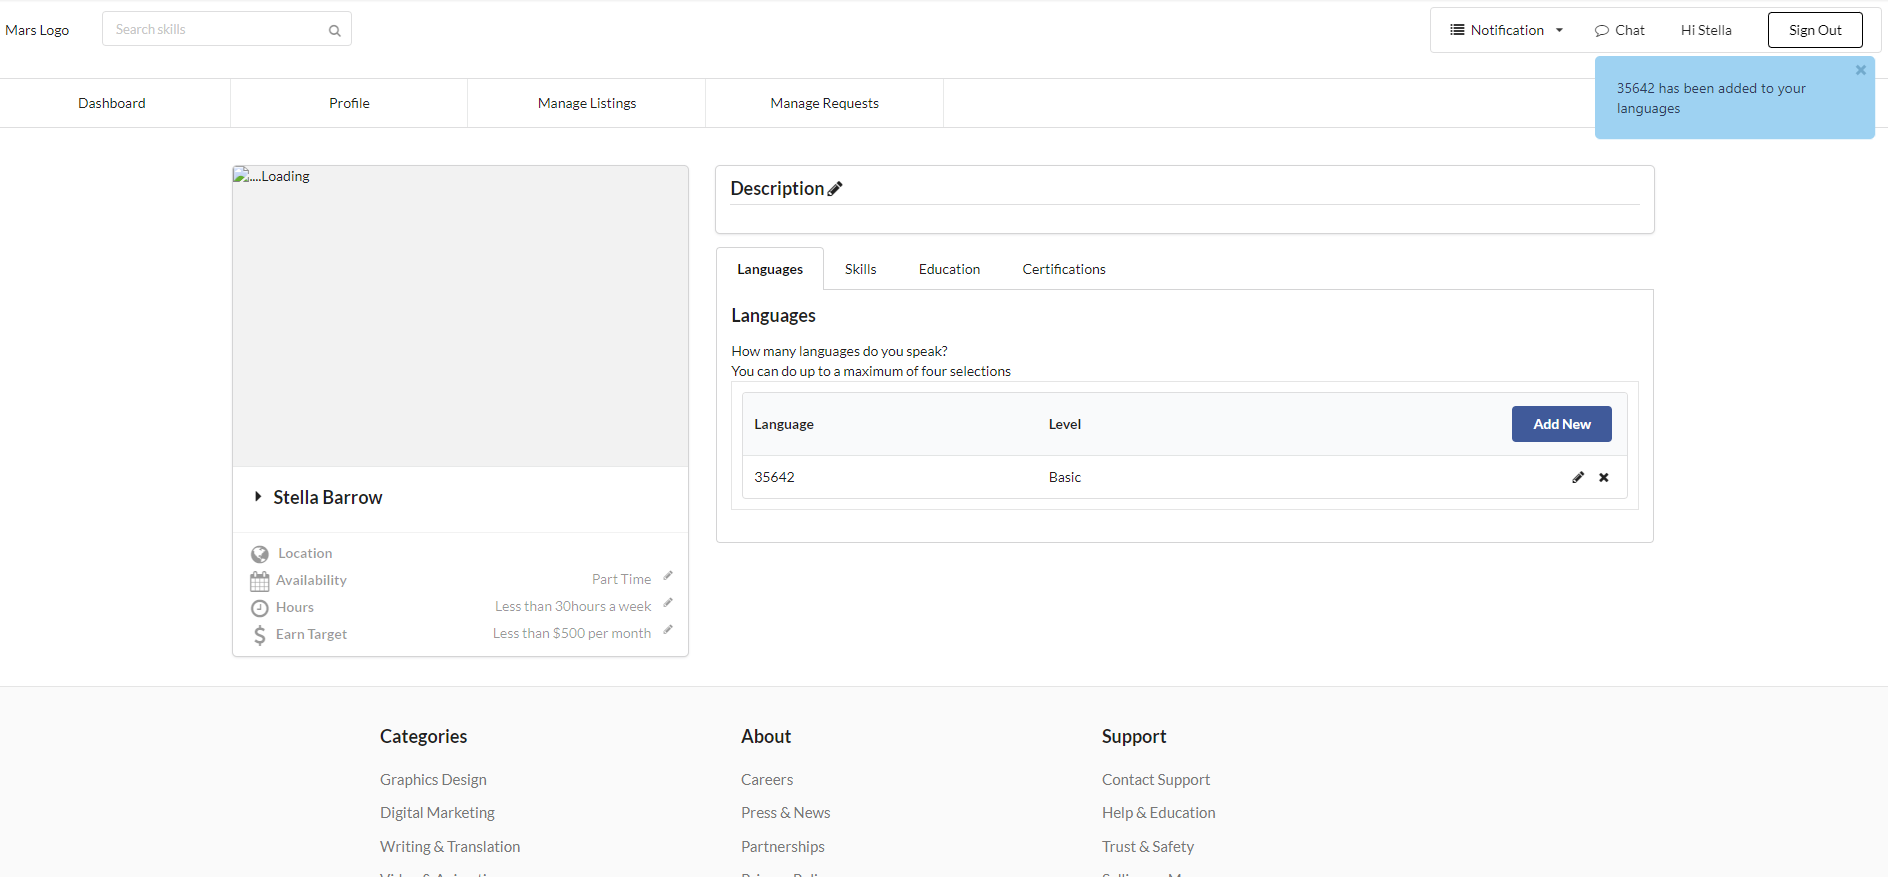 Mars Logo
Search skills
Notification
Chat
Hi Stella
Sign Out
35642 has been added to your
languages
Dashboard
Profile
Manage Listings
Manage Requests
....Loading
Stella Barrow
Location
Availability
Part Time
Hours
Less than 30hours a week
Earn Target
Less than $500 per month
Description
Languages
Skills
Education
Certifications
Languages
How many languages do you speak?
You can do up to a maximum of four selections
Language
Level
Add New
35642
Basic
Categories
Graphics Design
Digital Marketing
Writing & Translation
About
Careers
Press & News
Partnerships
Support
Contact Support
Help & Education
Trust & Safety